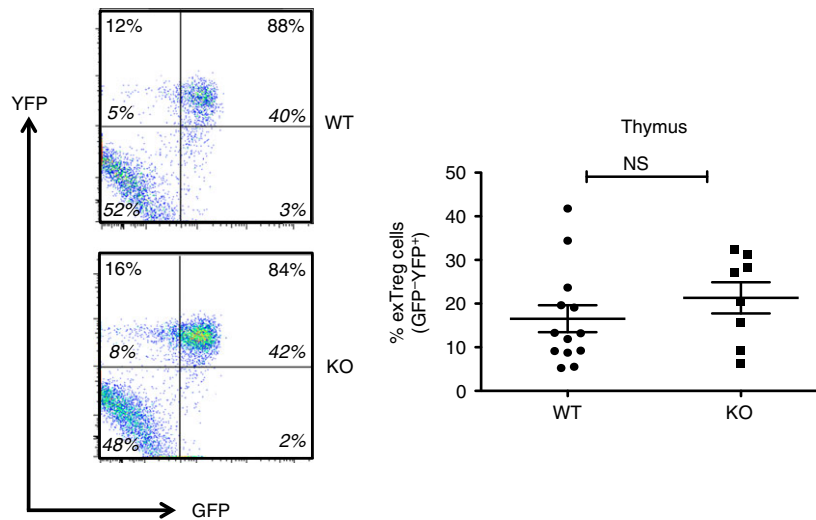 12% 88%
YFP
5% 40%
WT
52% 3%
16% 84%
8% 42%
KO
48% 2%
GFP
Thymus
NS
% exTreg cells
(GFP⁻YFP⁺)
50
40
30
20
10
0
WT KO